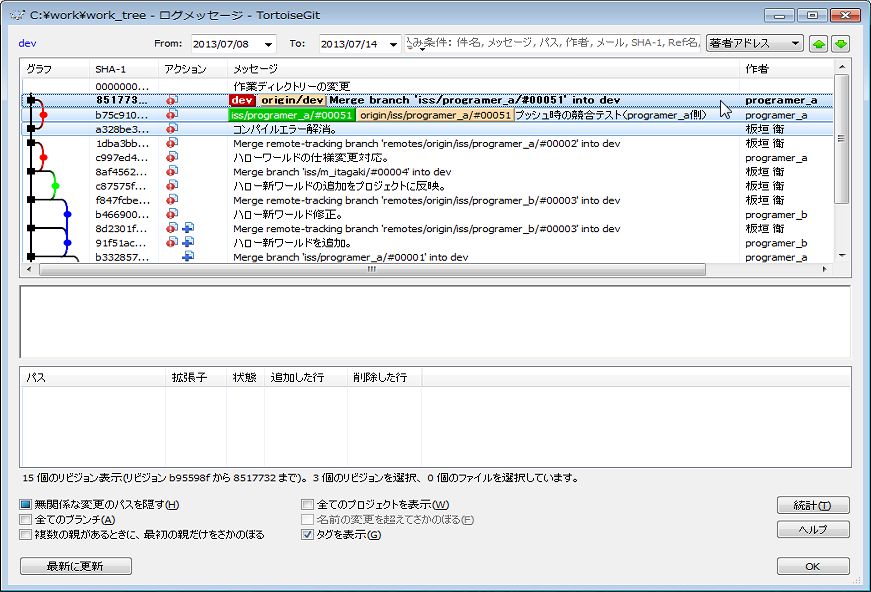 C:¥work¥work_tree - ログメッセージ - TortoiseGit
dev From: 2013/07/08 To: 2013/07/14 絞込み条件: 件名, メッセージ, パス, 作者, メール, SHA-1, Ref名, 著者アドレス
グラフ SHA-1 アクション メッセージ 作者
0000000... 作業ディレクトリーの変更
851773... dev origin/dev Merge branch 'iss/programer_a/#00051' into dev programer_a
b75c910... iss/programer_a/#00051 origin/iss/programer_a/#00051 プッシュ時の競合テスト(programer_a側) programer_a
a328be3... コンパイルエラー解消。 板垣 衛
1dba3bb... Merge remote-tracking branch 'remotes/origin/iss/programer_a/#00002' into dev 板垣 衛
c997ed4... ハローワールドの仕様変更対応。 programer_a
8af4562... Merge branch 'iss/m_itagaki/#00004' into dev 板垣 衛
c87575f... ハロー新ワールドの追加をプロジェクトに反映。 板垣 衛
f847fcbe... Merge remote-tracking branch 'remotes/origin/iss/programer_b/#00003' into dev 板垣 衛
b466900... ハロー新ワールド修正。 programer_b
8d2301f... Merge remote-tracking branch 'remotes/origin/iss/programer_b/#00003' into dev 板垣 衛
91f51ac... ハロー新ワールドを追加。 programer_b
b332857... Merge branch 'iss/programer_a/#00001' into dev programer_a
パス 拡張子 状態 追加した行 削除した行
15 個のリビジョン表示(リビジョン b95598f から 8517732 まで)。3 個のリビジョンを選択、0 個のファイルを選択しています。
無関係な変更のパスを隠す(H) 全てのプロジェクトを表示(W) 統計(T)
全てのブランチ(A) 名前の変更を超えてさかのぼる(F)
複数の親があるときに、最初の親だけをさかのぼる タグを表示(G) ヘルプ
最新に更新 OK